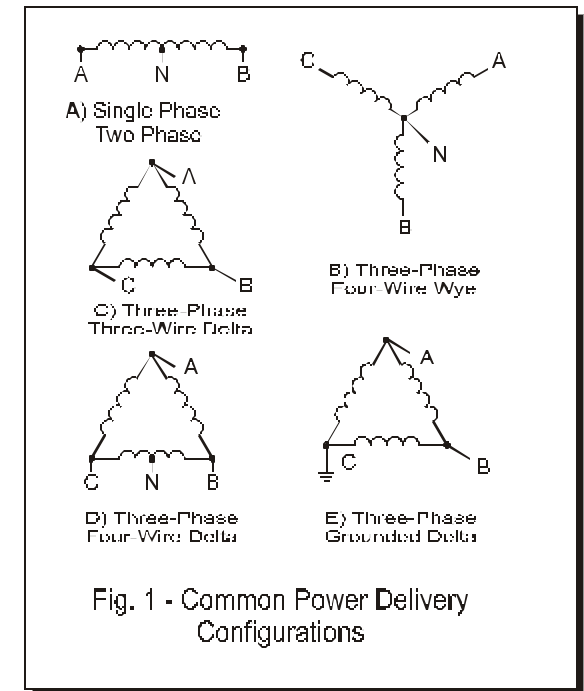 A N B
A) Single Phase
Two Phase
C A
N
B
B) Three-Phase
Four-Wire Wye
A
C B
C) Three-Phase
Three-Wire Delta
A
C N B
D) Three-Phase
Four-Wire Delta
A
C B
E) Three-Phase
Grounded Delta
Fig. 1 - Common Power Delivery
Configurations